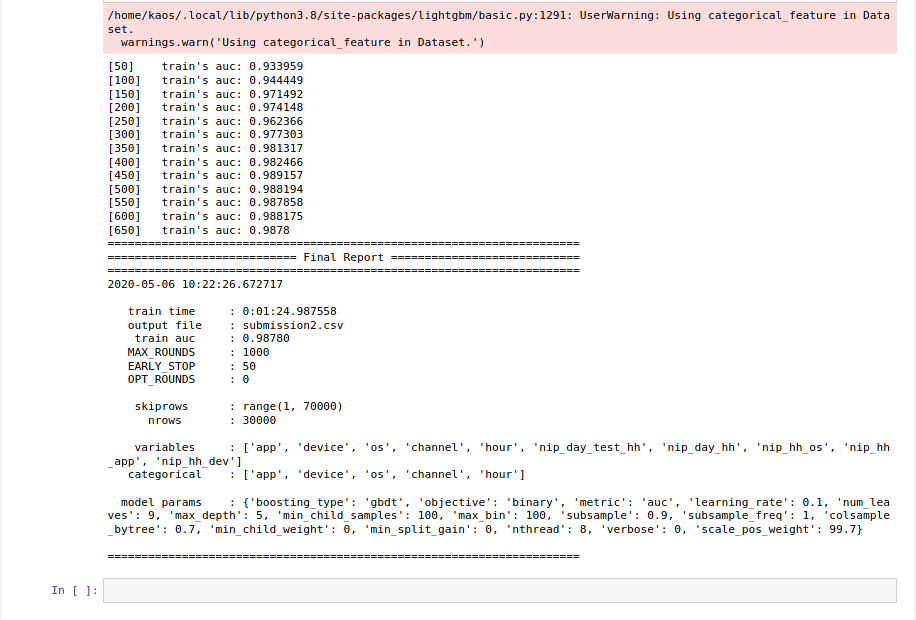 /home/kaos/.local/lib/python3.8/site-packages/lightgbm/basic.py:1291: UserWarning: Using categorical_feature in Data
set.
  warnings.warn('Using categorical_feature in Dataset.')
[50]    train's auc: 0.933959
[100]   train's auc: 0.944449
[150]   train's auc: 0.971492
[200]   train's auc: 0.974148
[250]   train's auc: 0.962366
[300]   train's auc: 0.977303
[350]   train's auc: 0.981317
[400]   train's auc: 0.982466
[450]   train's auc: 0.989157
[500]   train's auc: 0.988194
[550]   train's auc: 0.987858
[600]   train's auc: 0.988175
[650]   train's auc: 0.9878
======================================================================
============================ Final Report ============================
======================================================================
2020-05-06 10:22:26.672717
   train time     : 0:01:24.987558
   output file    : submission2.csv
    train auc     : 0.98780
   MAX_ROUNDS     : 1000
   EARLY_STOP     : 50
   OPT_ROUNDS     : 0
    skiprows      : range(1, 70000)
      nrows       : 30000
    variables     : ['app', 'device', 'os', 'channel', 'hour', 'nip_day_test_hh', 'nip_day_hh', 'nip_hh_os', 'nip_hh
_app', 'nip_hh_dev']
   categorical    : ['app', 'device', 'os', 'channel', 'hour']
  model params    : {'boosting_type': 'gbdt', 'objective': 'binary', 'metric': 'auc', 'learning_rate': 0.1, 'num_lea
ves': 9, 'max_depth': 5, 'min_child_samples': 100, 'max_bin': 100, 'subsample': 0.9, 'subsample_freq': 1, 'colsample
_bytree': 0.7, 'min_child_weight': 0, 'min_split_gain': 0, 'nthread': 8, 'verbose': 0, 'scale_pos_weight': 99.7}
======================================================================
In [ ]: